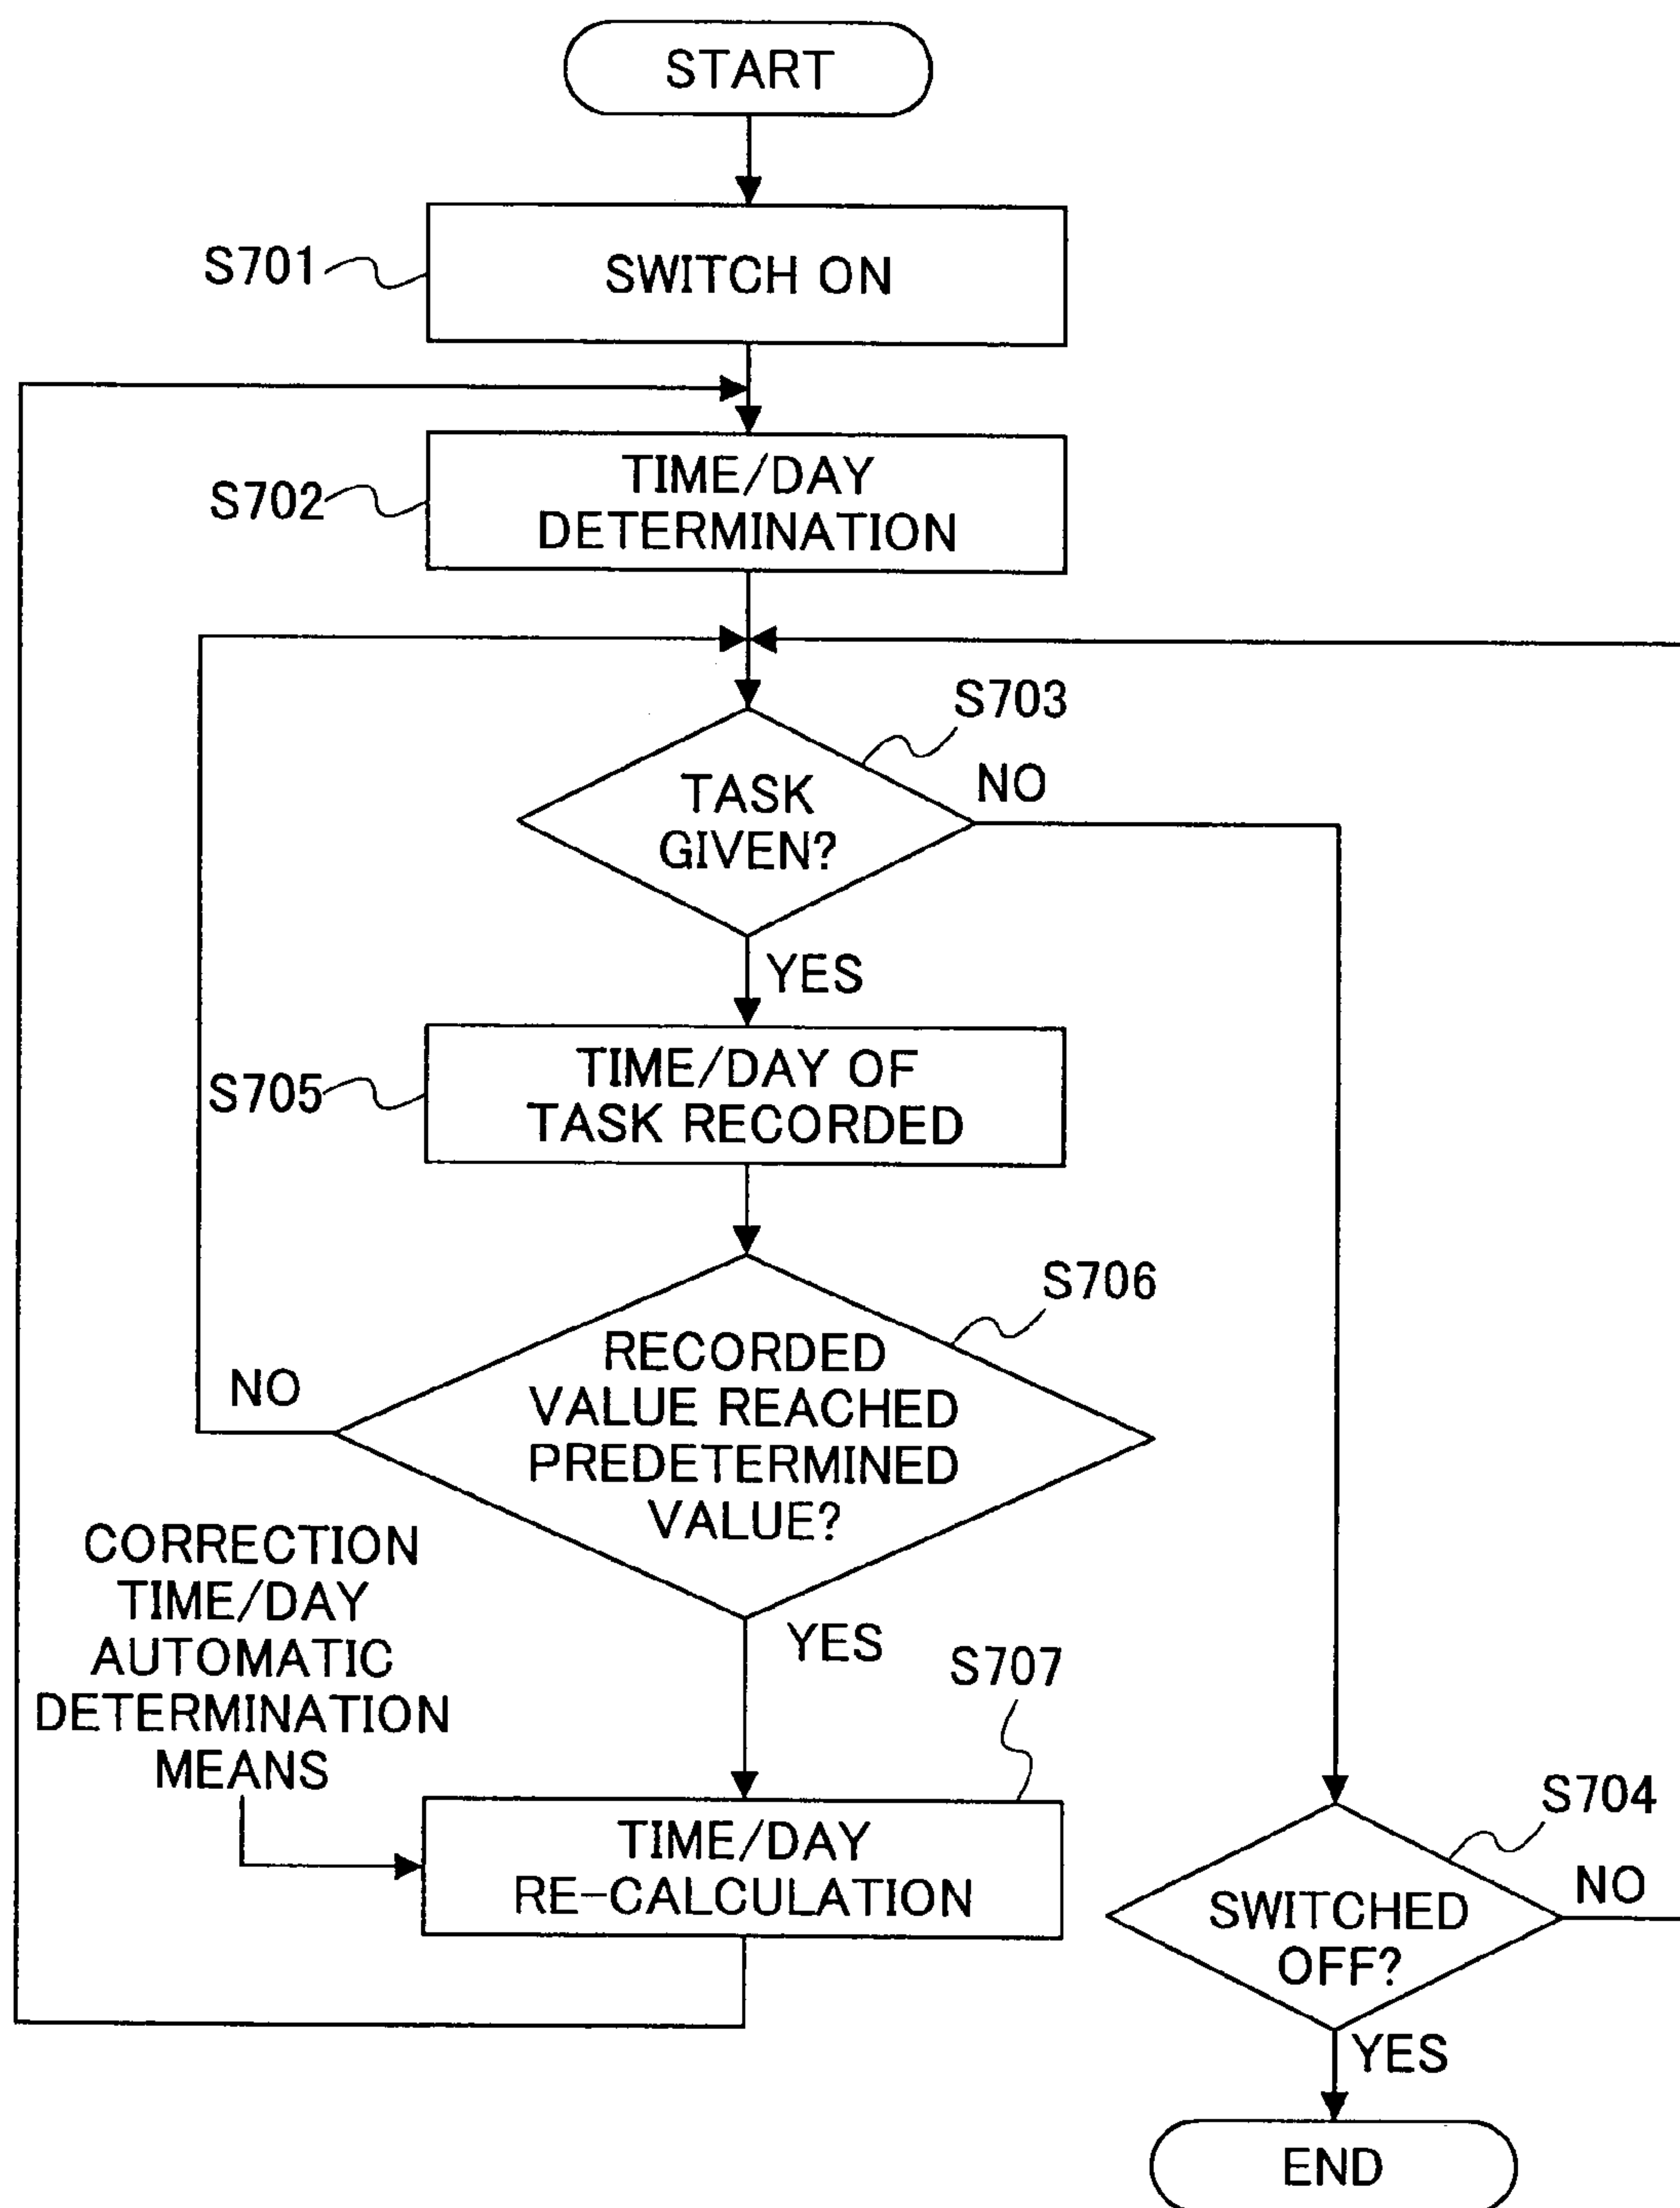 START
S701
SWITCH ON
S702
TIME/DAY
DETERMINATION
S703
TASK
GIVEN?
NO
YES
S705
TIME/DAY OF
TASK RECORDED
S706
RECORDED
VALUE REACHED
PREDETERMINED
VALUE?
NO
YES
CORRECTION
TIME/DAY
AUTOMATIC
DETERMINATION
MEANS
S707
TIME/DAY
RE-CALCULATION
S704
SWITCHED
OFF?
NO
YES
END